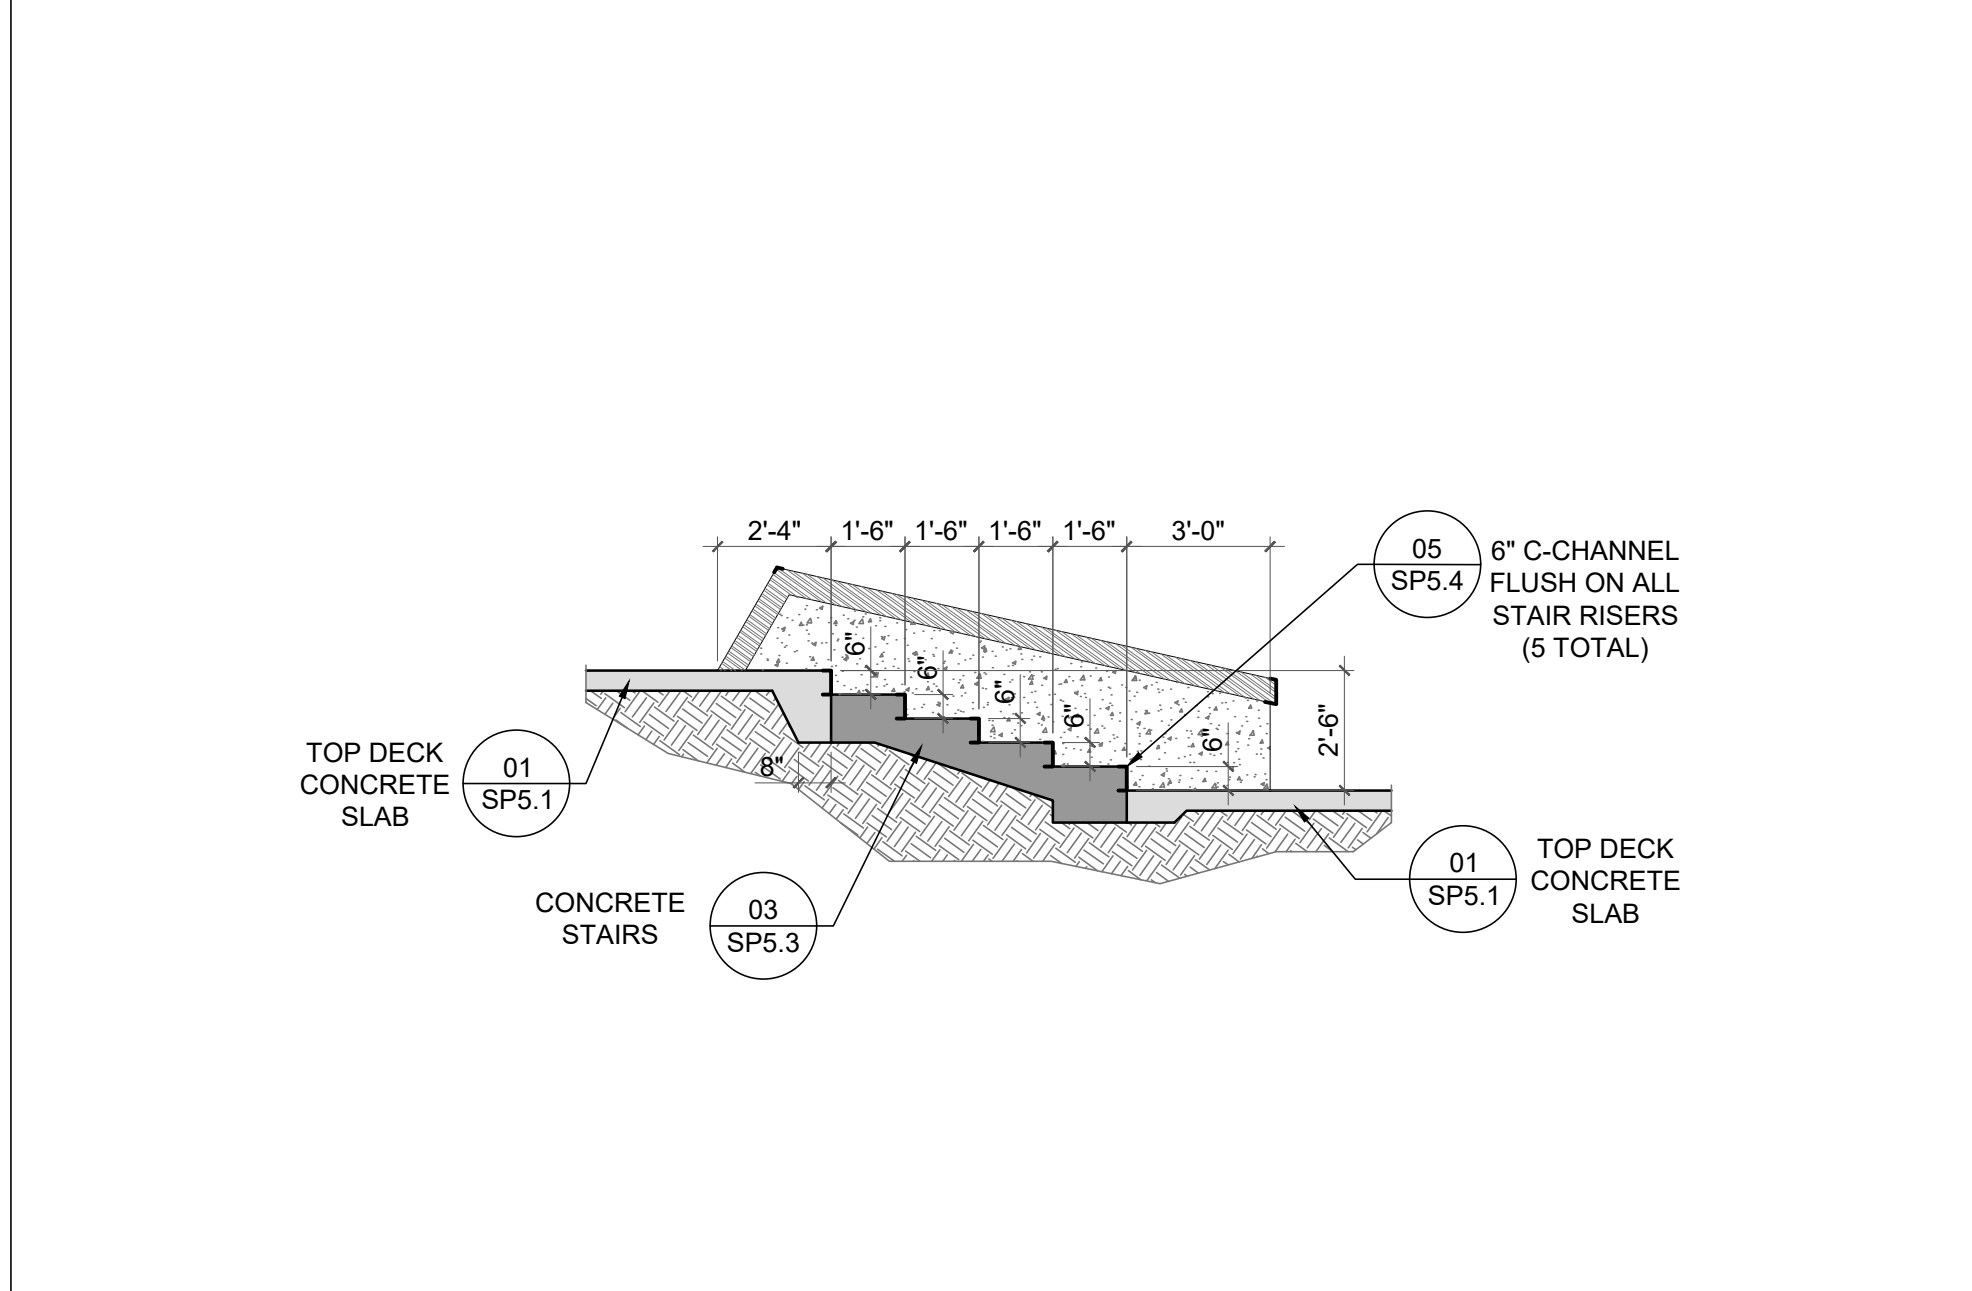 2'-4" 1'-6" 1'-6" 1'-6" 1'-6" 3'-0"
05
SP5.4
6" C-CHANNEL
FLUSH ON ALL
STAIR RISERS
(5 TOTAL)
6"
6"
6"
6"
6"
2'-6"
8"
TOP DECK
CONCRETE
SLAB
01
SP5.1
CONCRETE
STAIRS
03
SP5.3
01
SP5.1
TOP DECK
CONCRETE
SLAB